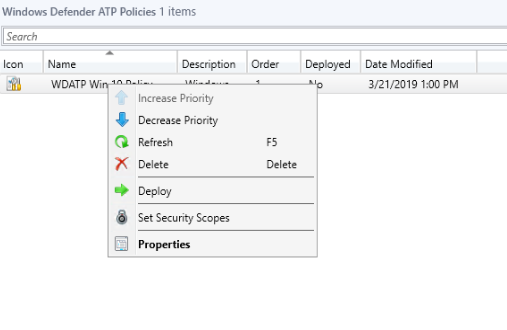 Windows Defender ATP Policies 1 items
Search
Icon Name Description Order Deployed Date Modified
WDATP Win 10 Policy Windows 1 No 3/21/2019 1:00 PM
Increase Priority
Decrease Priority
Refresh F5
Delete Delete
Deploy
Set Security Scopes
Properties